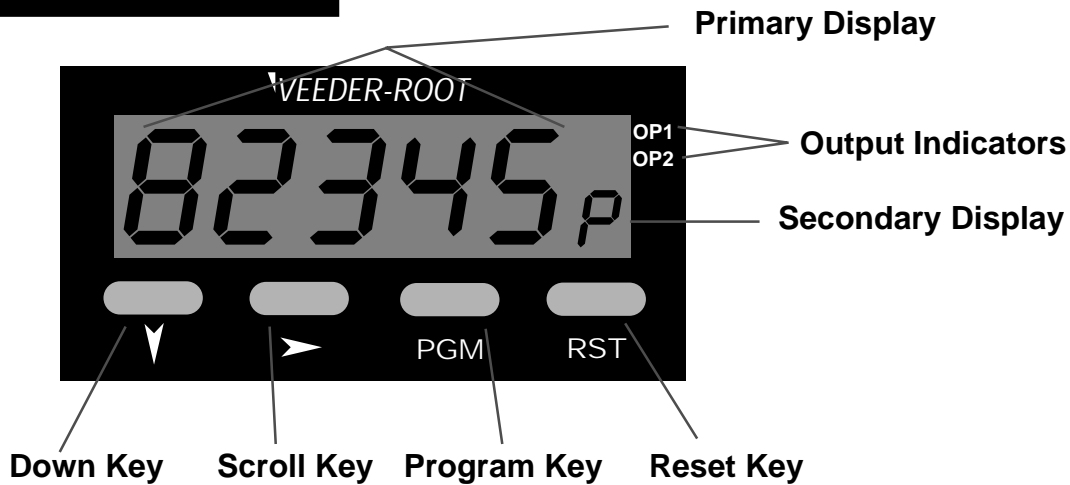 Primary Display
VEEDER-ROOT
OP1
82345P
OP2
Output Indicators
Secondary Display
PGM
RST
Down Key
Scroll Key
Program Key
Reset Key